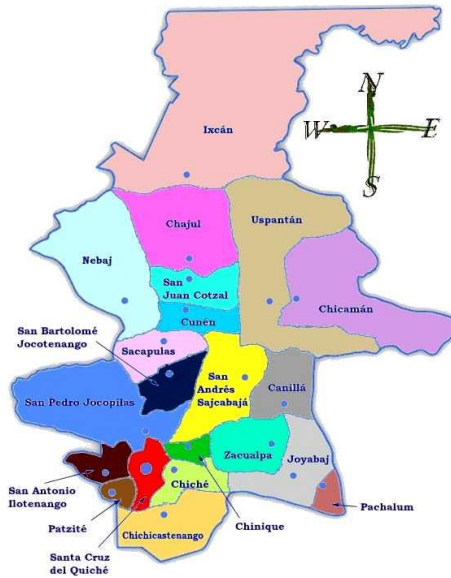 N
W E
S
Ixcán
Chajul
Uspantán
Nebaj
San
Juan Cotzal
Chicamán
Cunén
San Bartolomé
Jocotenango
Sacapulas
San
Andrés
Sajcabajá
Canillá
San Pedro Jocopilas
Zacualpa
Joyabaj
San Antonio
Ilotenango
Chiché
Patzité
Chinique
Pachalum
Santa Cruz
del Quiché
Chichicastenango